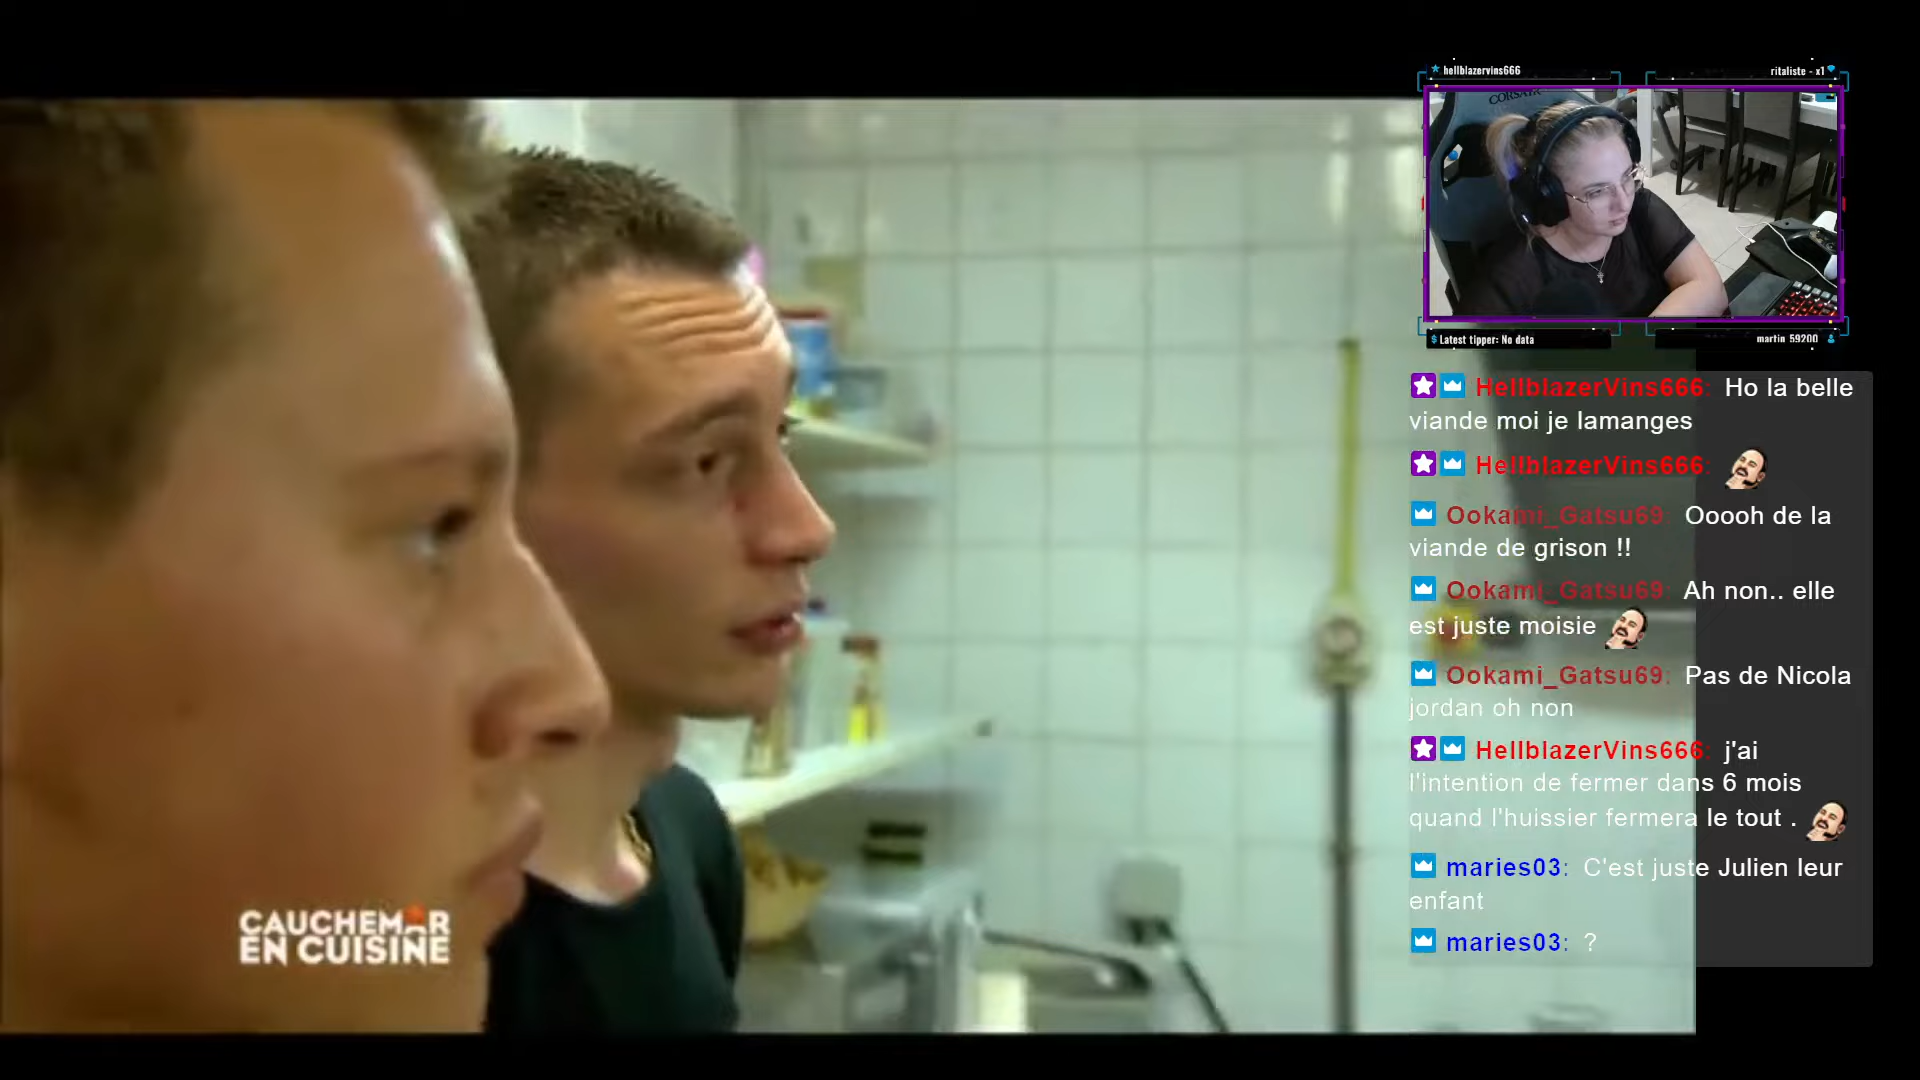 hellblazervins666
ritaliste - x1
CORSAIR
$ Latest tipper: No data
martin_59200
HellblazerVins666: Ho la belle
viande moi je lamanges
HellblazerVins666:
Ookami_Gatsu69: Ooooh de la
viande de grison !!
Ookami_Gatsu69: Ah non.. elle
est juste moisie
Ookami_Gatsu69: Pas de Nicola
jordan oh non
HellblazerVins666: j'ai
l'intention de fermer dans 6 mois
quand l'huissier fermera le tout .
maries03: C'est juste Julien leur
enfant
maries03: ?
CAUCHEMAR
EN CUISINE